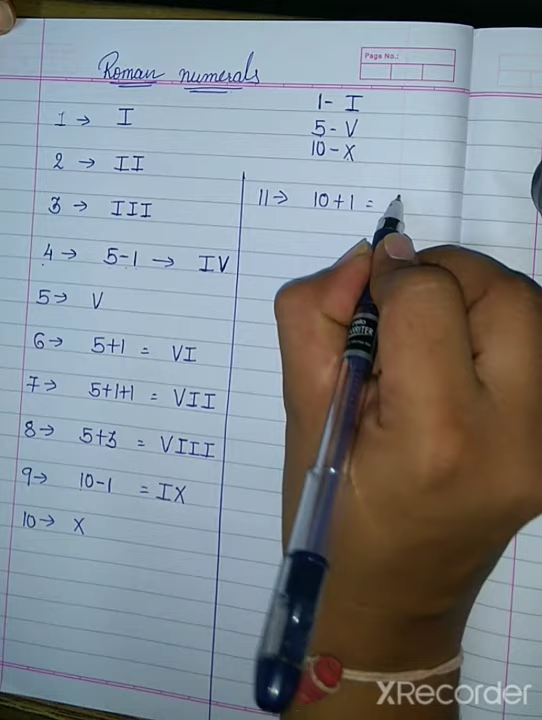 Roman numerals
Page No.:
1- I
5- V
10- X
1 → I
2 → II
3 → III
4 → 5-1 → IV
5 → V
6 → 5+1 = VI
7 → 5+1+1 = VII
8 → 5+3 = VIII
9 → 10-1 = IX
10 → X
11 → 10+1 =
XRecorder